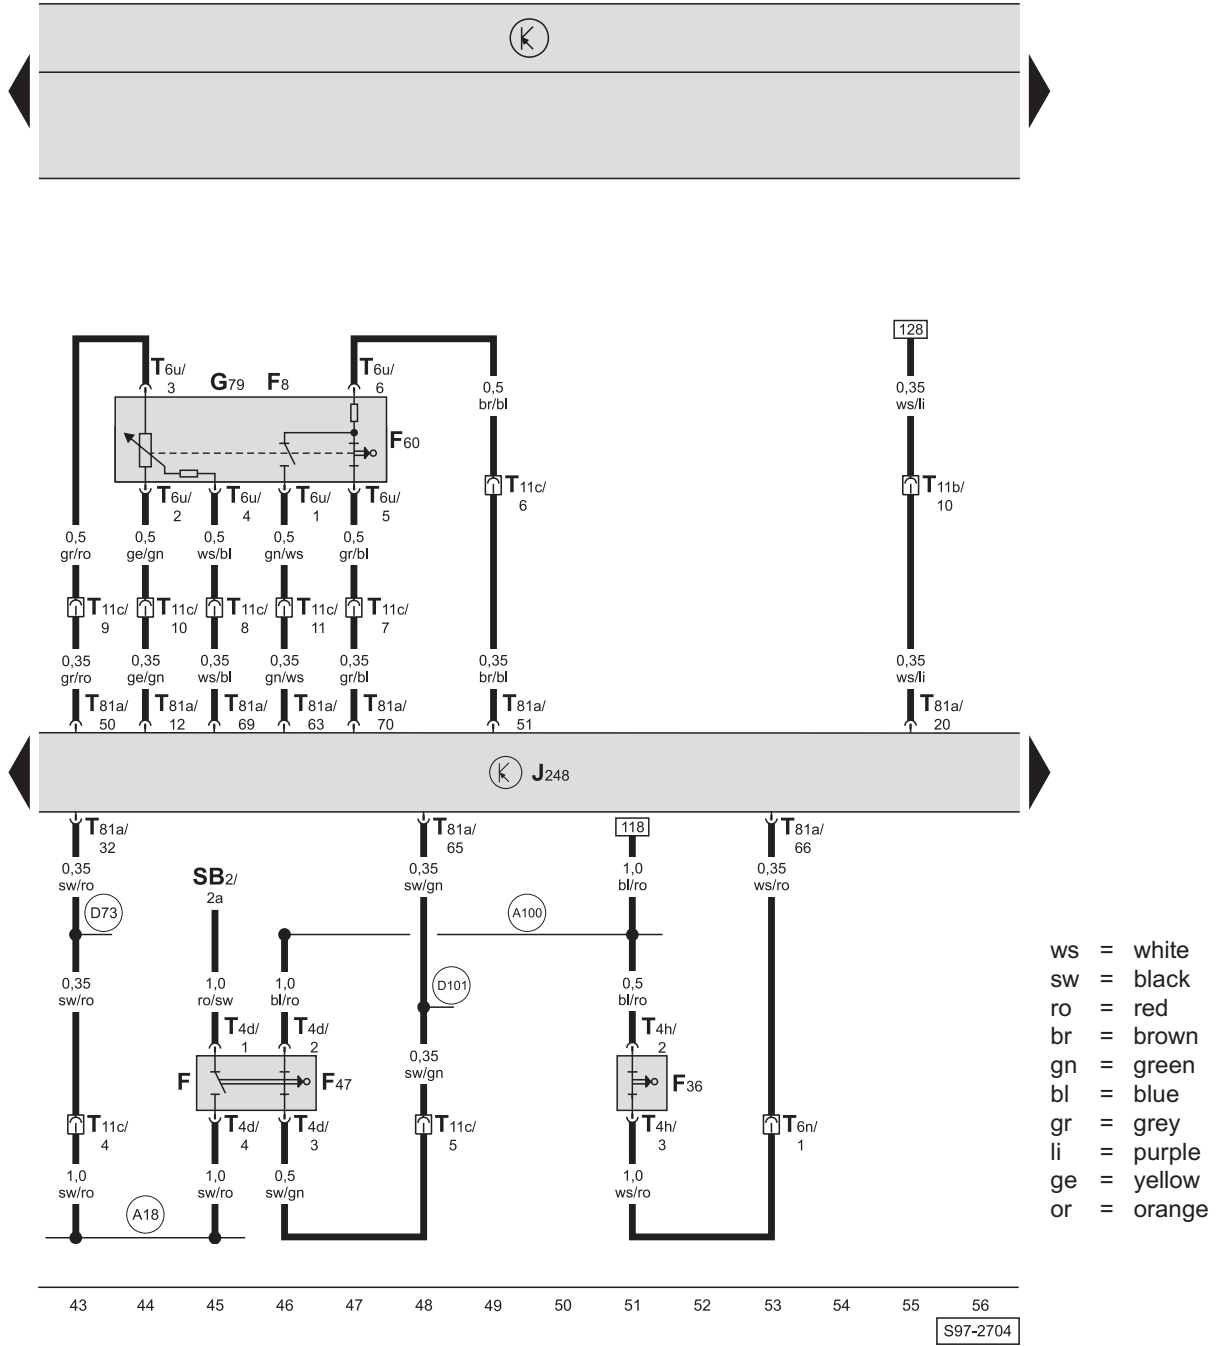 128
T6u/ T6u/
3 G79 F8 6
0,5 0,35
br/bl ws/li
F60
T11c/ T11b/
6 10
T6u/ T6u/ T6u/ T6u/
2 4 1 5
0,5 0,5 0,5 0,5 0,5
gr/ro ge/gn ws/bl gn/ws gr/bl
T11c/ T11c/ T11c/ T11c/ T11c/
9 10 8 11 7
0,35 0,35 0,35 0,35 0,35 0,35 0,35
gr/ro ge/gn ws/bl gn/ws gr/bl br/bl ws/li
T81a/ T81a/ T81a/ T81a/ T81a/ T81a/ T81a/
50 12 69 63 70 51 20
J248
T81a/ T81a/ 118 T81a/
32 65 66
0,35 0,35 1,0 0,35
sw/ro sw/gn bl/ro ws/ro
SB2/
2a
D73 A100
0,35 1,0 1,0 D101 0,5
sw/ro ro/sw bl/ro bl/ro
T4d/ T4d/ T4h/
1 2 2
0,35
sw/gn
F F47 F36
T11c/ T4d/ T4d/ T11c/ T4h/ T6n/
4 4 3 5 3 1
1,0 1,0 0,5 1,0
sw/ro sw/ro sw/gn ws/ro
A18
43 44 45 46 47 48 49 50 51 52 53 54 55 56
S97-2704
ws = white
sw = black
ro = red
br = brown
gn = green
bl = blue
gr = grey
li = purple
ge = yellow
or = orange